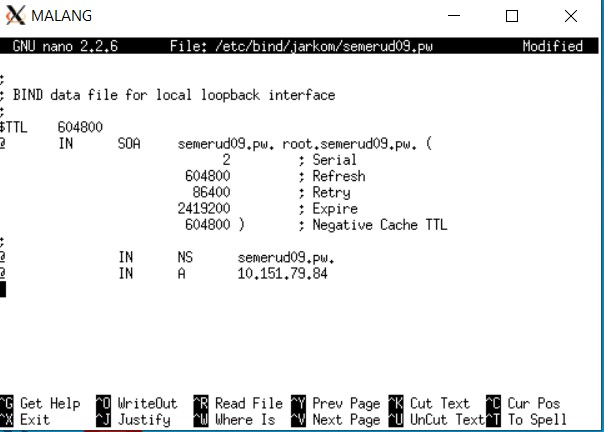 MALANG
GNU nano 2.2.6 File: /etc/bind/jarkom/semerud09.pw Modified
;
; BIND data file for local loopback interface
;
$TTL 604800
@ IN SOA semerud09.pw. root.semerud09.pw. (
2 ; Serial
604800 ; Refresh
86400 ; Retry
2419200 ; Expire
604800 ) ; Negative Cache TTL
;
@ IN NS semerud09.pw.
@ IN A 10.151.79.84
^G Get Help ^O WriteOut ^R Read File ^Y Prev Page ^K Cut Text ^C Cur Pos
^X Exit ^J Justify ^W Where Is ^V Next Page ^U UnCut Text ^T To Spell